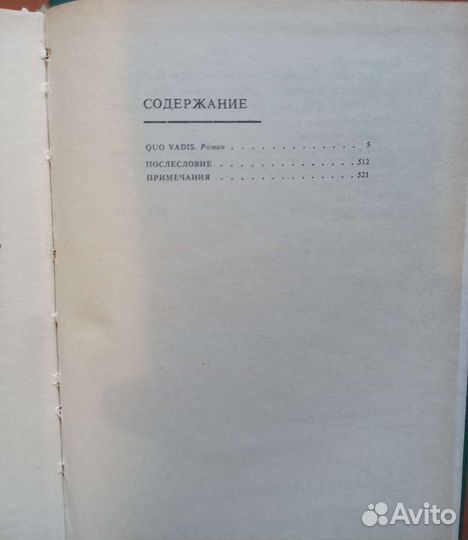 СОДЕРЖАНИЕ
QUO VADIS. Роман . . . . . . . . . . . . . 5
ПОСЛЕСЛОВИЕ . . . . . . . . . . . . . . 512
ПРИМЕЧАНИЯ . . . . . . . . . . . . . . 521
Avito